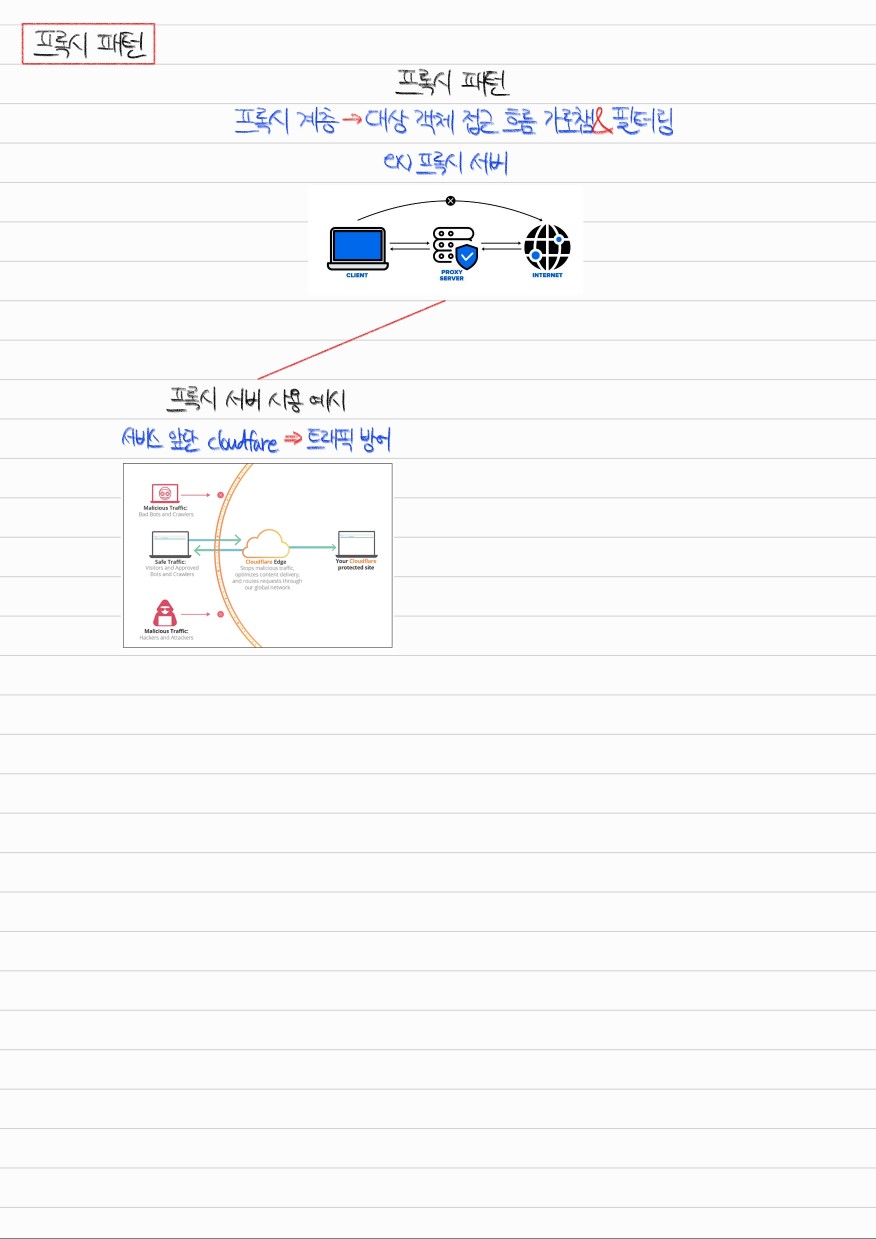 프록시 패턴
프록시 패턴
프록시 계층 → 대상 객체 접근 흐름 가로챔 & 필터링
ex) 프록시 서버
CLIENT
PROXY
SERVER
INTERNET
프록시 서버 사용 예시
서비스 앞단 cloudfare ⇒ 트래픽 방어
Malicious Traffic:
Bad Bots and Crawlers
Safe Traffic:
Visitors and Approved
Bots and Crawlers
Cloudflare Edge
Stops malicious traffic,
optimizes content delivery,
and routes requests through
our global network
Your Cloudflare
protected site
Malicious Traffic:
Hackers and Attackers